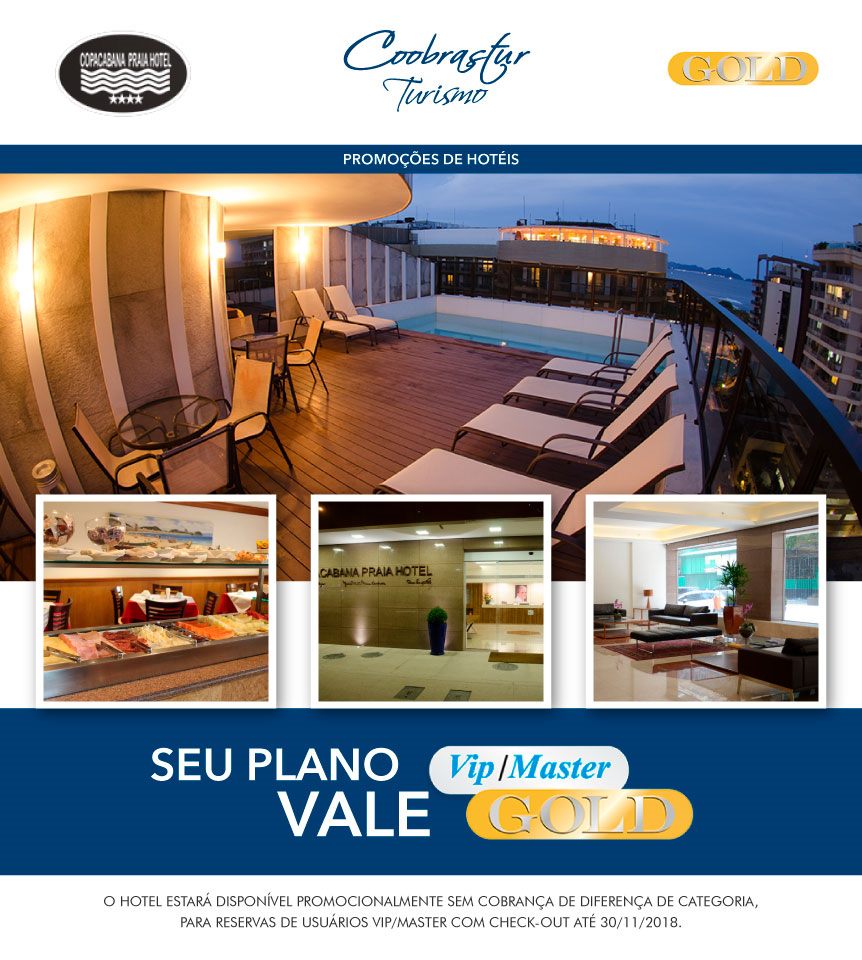 COPACABANA PRAIA HOTEL
★★★★
Coobrastur
Turismo
GOLD
PROMOÇÕES DE HOTÉIS
ACABANA PRAIA HOTEL
SEU PLANO Vip/Master
VALE GOLD
O HOTEL ESTARÁ DISPONÍVEL PROMOCIONALMENTE SEM COBRANÇA DE DIFERENÇA DE CATEGORIA,
PARA RESERVAS DE USUÁRIOS VIP/MASTER COM CHECK-OUT ATÉ 30/11/2018.